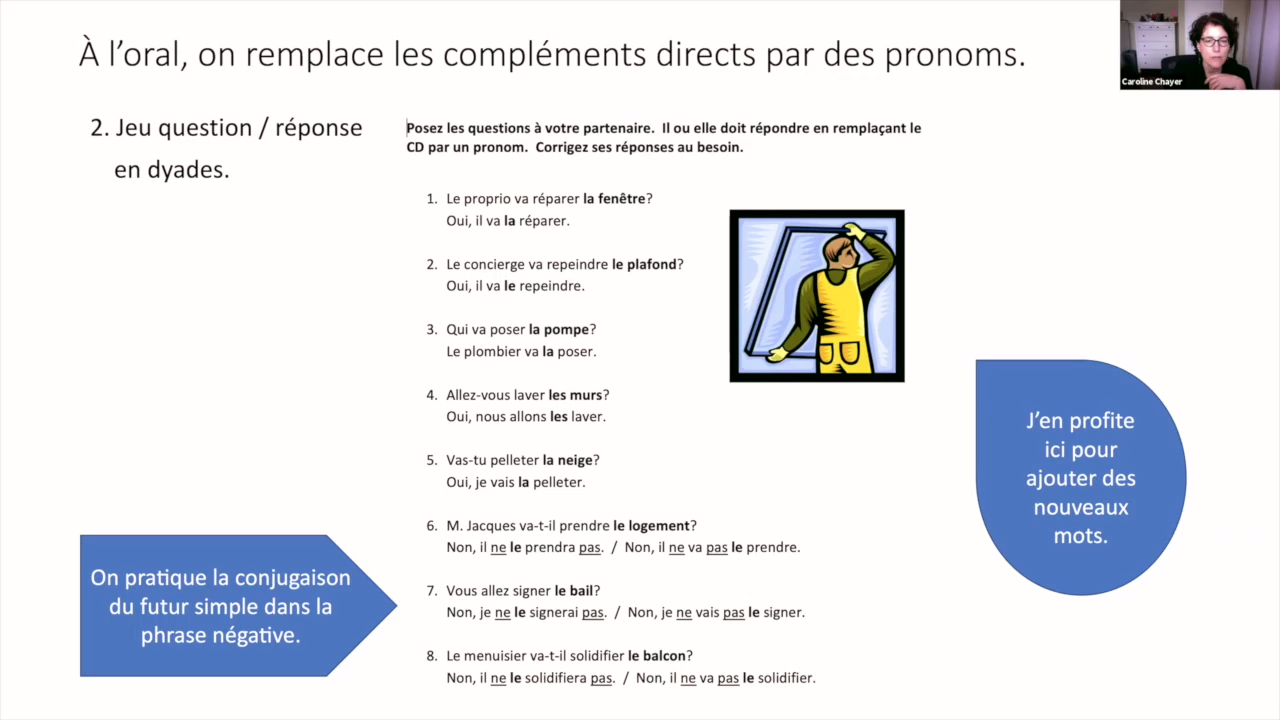 À l’oral, on remplace les compléments directs par des pronoms.
Caroline Chayer
2. Jeu question / réponse
en dyades.
Posez les questions à votre partenaire. Il ou elle doit répondre en remplaçant le
CD par un pronom. Corrigez ses réponses au besoin.
1. Le proprio va réparer la fenêtre?
Oui, il va la réparer.
2. Le concierge va repeindre le plafond?
Oui, il va le repeindre.
3. Qui va poser la pompe?
Le plombier va la poser.
4. Allez-vous laver les murs?
Oui, nous allons les laver.
5. Vas-tu pelleter la neige?
Oui, je vais la pelleter.
6. M. Jacques va-t-il prendre le logement?
Non, il ne le prendra pas. / Non, il ne va pas le prendre.
7. Vous allez signer le bail?
Non, je ne le signerai pas. / Non, je ne vais pas le signer.
8. Le menuisier va-t-il solidifier le balcon?
Non, il ne le solidifiera pas. / Non, il ne va pas le solidifier.
J’en profite
ici pour
ajouter des
nouveaux
mots.
On pratique la conjugaison
du futur simple dans la
phrase négative.